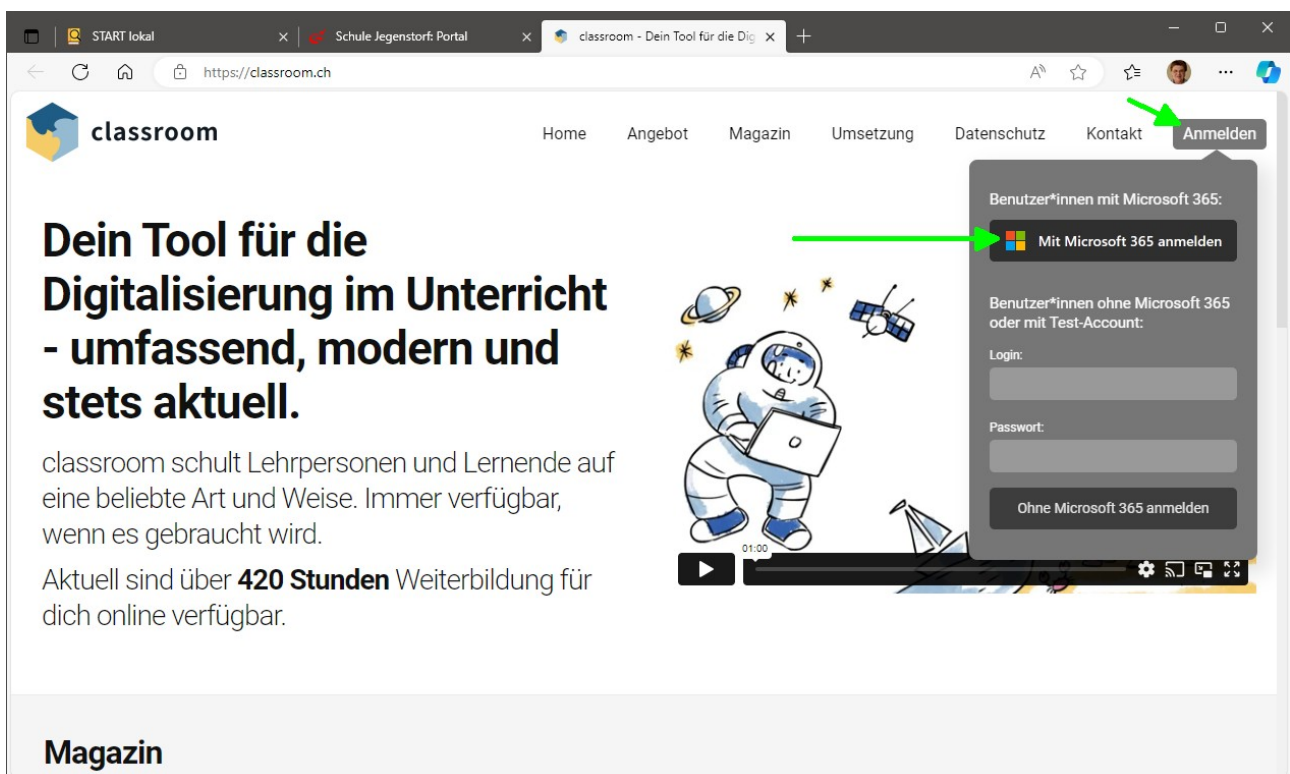 START lokal
Schule Jegenstorf: Portal
classroom - Dein Tool für die Dig
https://classroom.ch
classroom
Home
Angebot
Magazin
Umsetzung
Datenschutz
Kontakt
Anmelden
Benutzer*innen mit Microsoft 365:
Mit Microsoft 365 anmelden
Benutzer*innen ohne Microsoft 365
oder mit Test-Account:
Login:
Passwort:
Ohne Microsoft 365 anmelden
Dein Tool für die
Digitalisierung im Unterricht
- umfassend, modern und
stets aktuell.
classroom schult Lehrpersonen und Lernende auf
eine beliebte Art und Weise. Immer verfügbar,
wenn es gebraucht wird.
Aktuell sind über 420 Stunden Weiterbildung für
dich online verfügbar.
01:00
Magazin